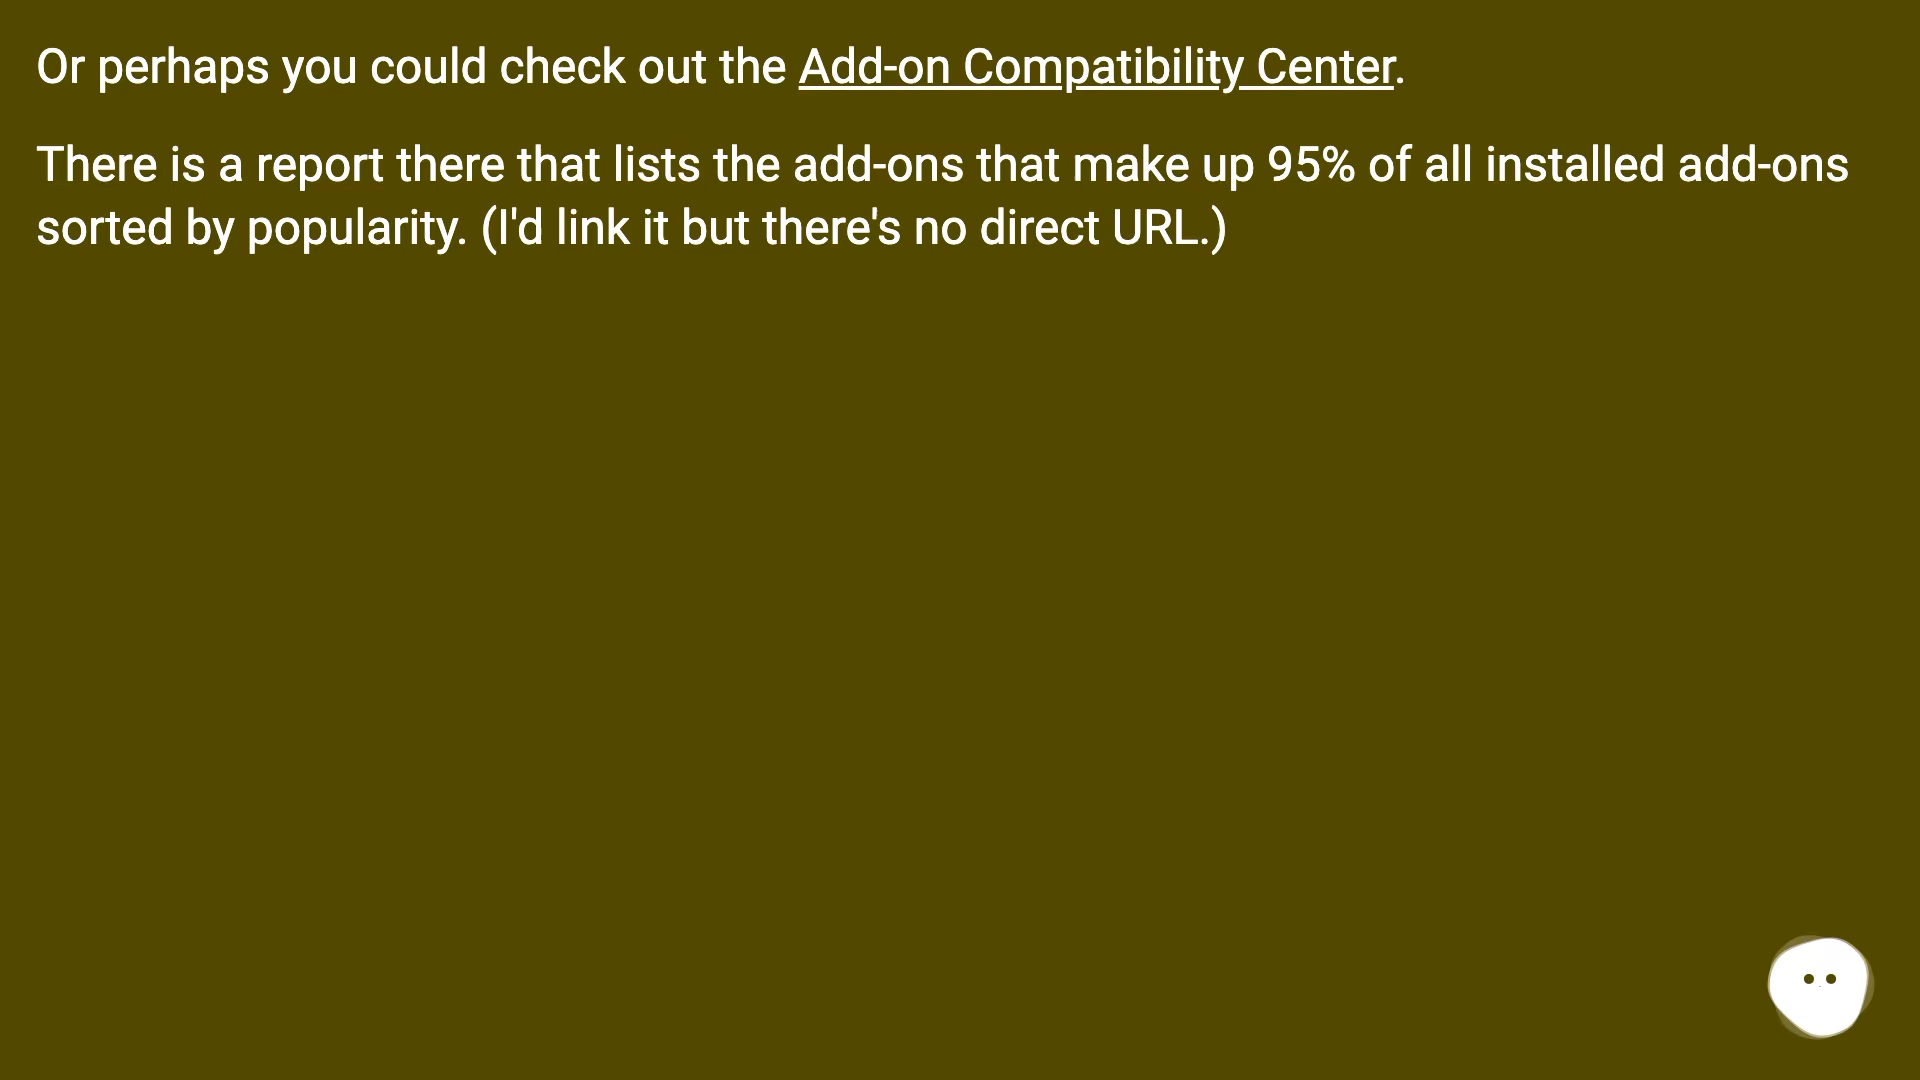 Or perhaps you could check out the Add-on Compatibility Center.
There is a report there that lists the add-ons that make up 95% of all installed add-ons
sorted by popularity. (I'd link it but there's no direct URL.)